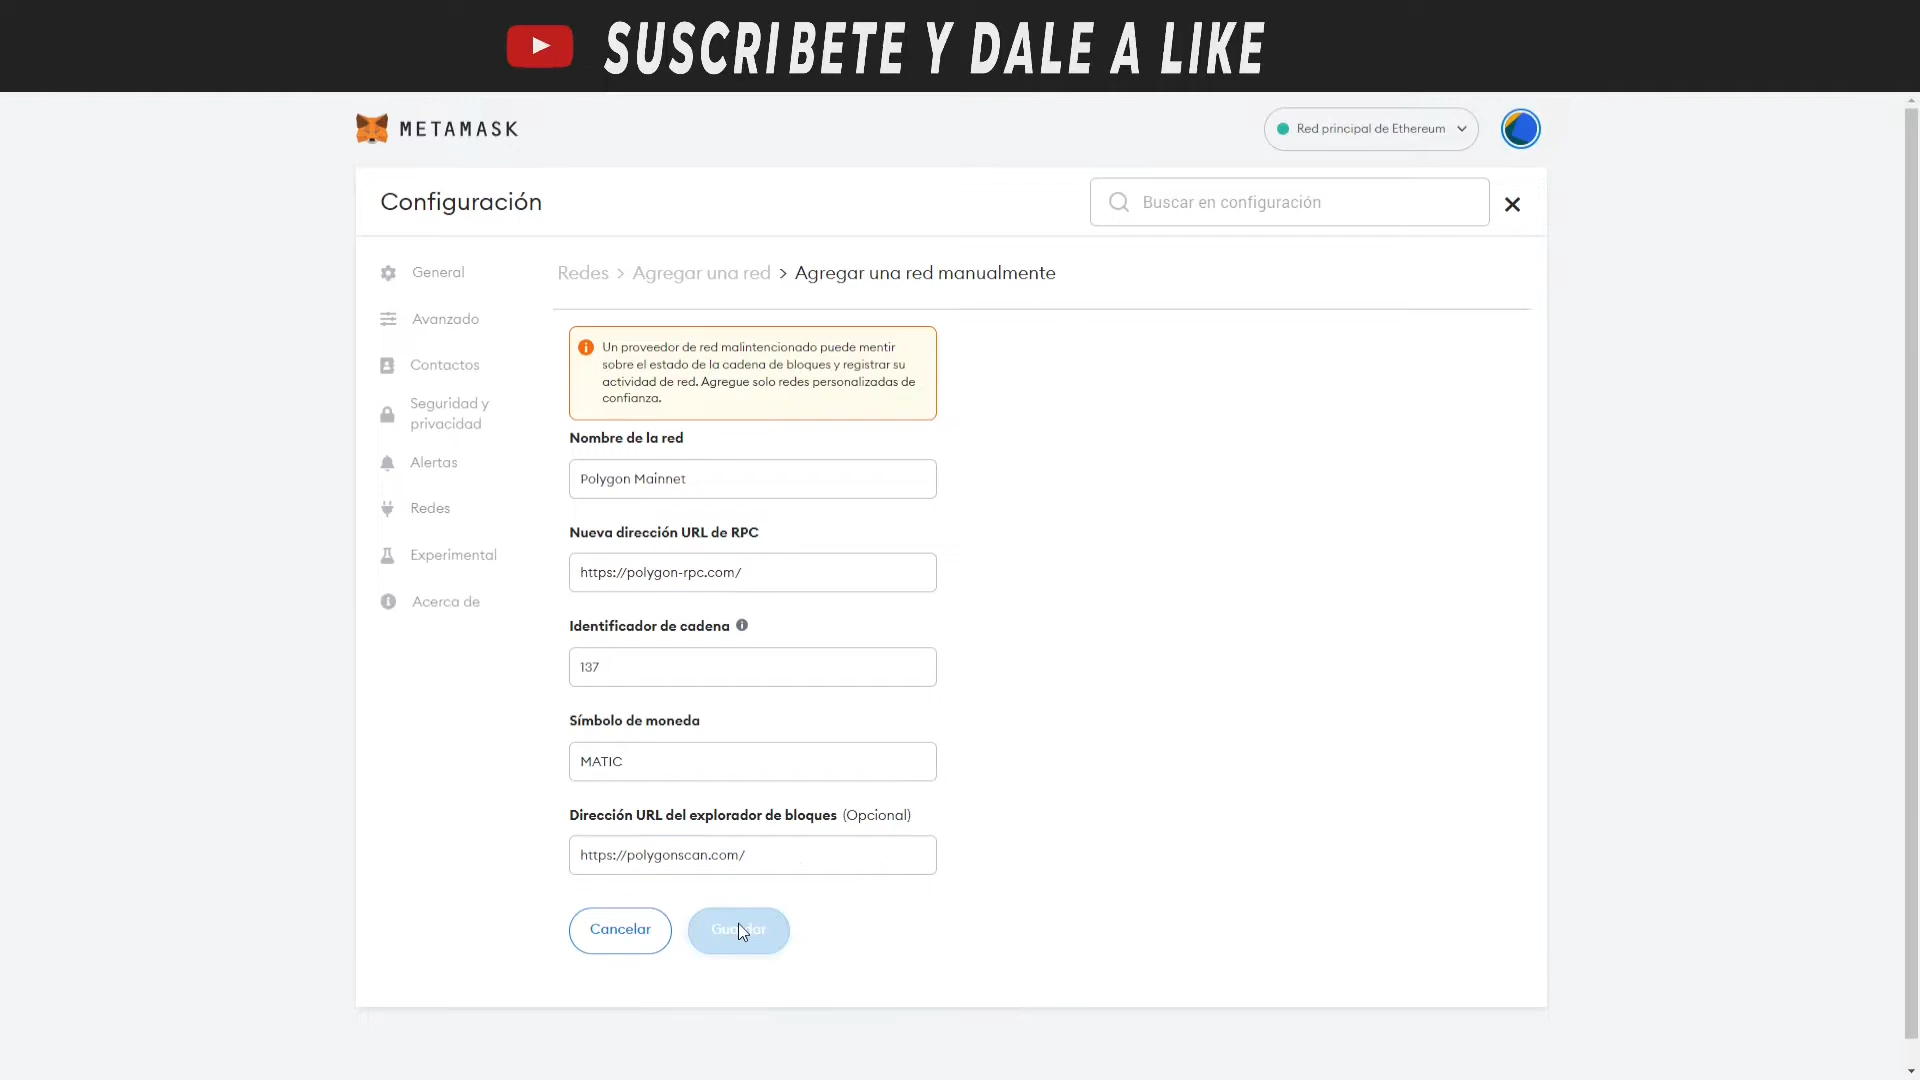 SUSCRIBETE Y DALE A LIKE
METAMASK
Red principal de Ethereum
Configuración
Buscar en configuración
General
Avanzado
Contactos
Seguridad y
privacidad
Alertas
Redes
Experimental
Acerca de
Redes > Agregar una red > Agregar una red manualmente
Un proveedor de red malintencionado puede mentir
sobre el estado de la cadena de bloques y registrar su
actividad de red. Agregue solo redes personalizadas de
confianza.
Nombre de la red
Polygon Mainnet
Nueva dirección URL de RPC
https://polygon-rpc.com/
Identificador de cadena
137
Símbolo de moneda
MATIC
Dirección URL del explorador de bloques (Opcional)
https://polygonscan.com/
Cancelar
Guardar